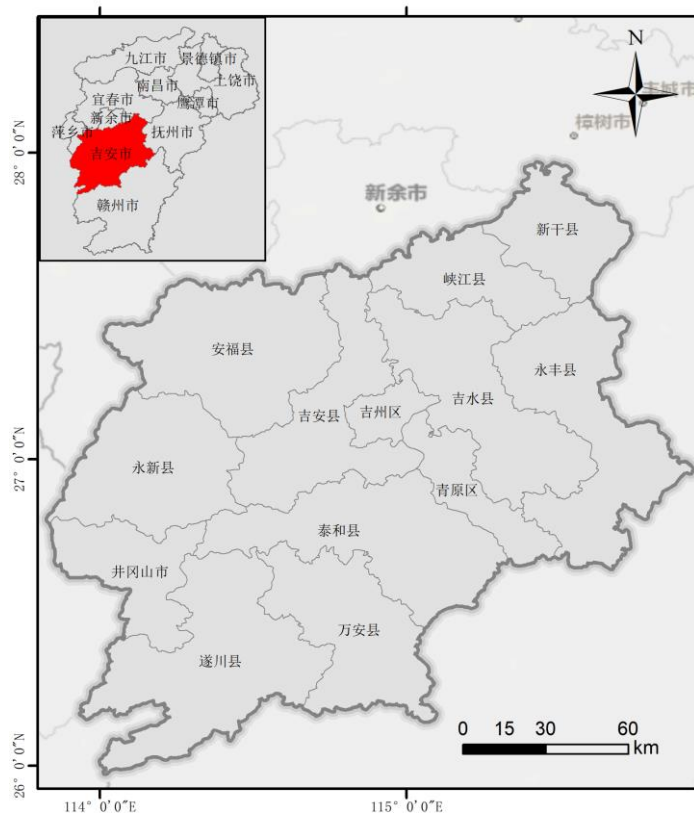 九江市
景德镇市
上饶市
南昌市
宜春市
鹰潭市
新余市
萍乡市
抚州市
吉安市
赣州市
N
丰城市
樟树市
新余市
新干县
峡江县
安福县
永丰县
吉安县
吉州区
吉水县
永新县
青原区
泰和县
井冈山市
万安县
遂川县
0 15 30 60
km
28° 0′0″N
27° 0′0″N
26° 0′0″N
114° 0′0″E
115° 0′0″E